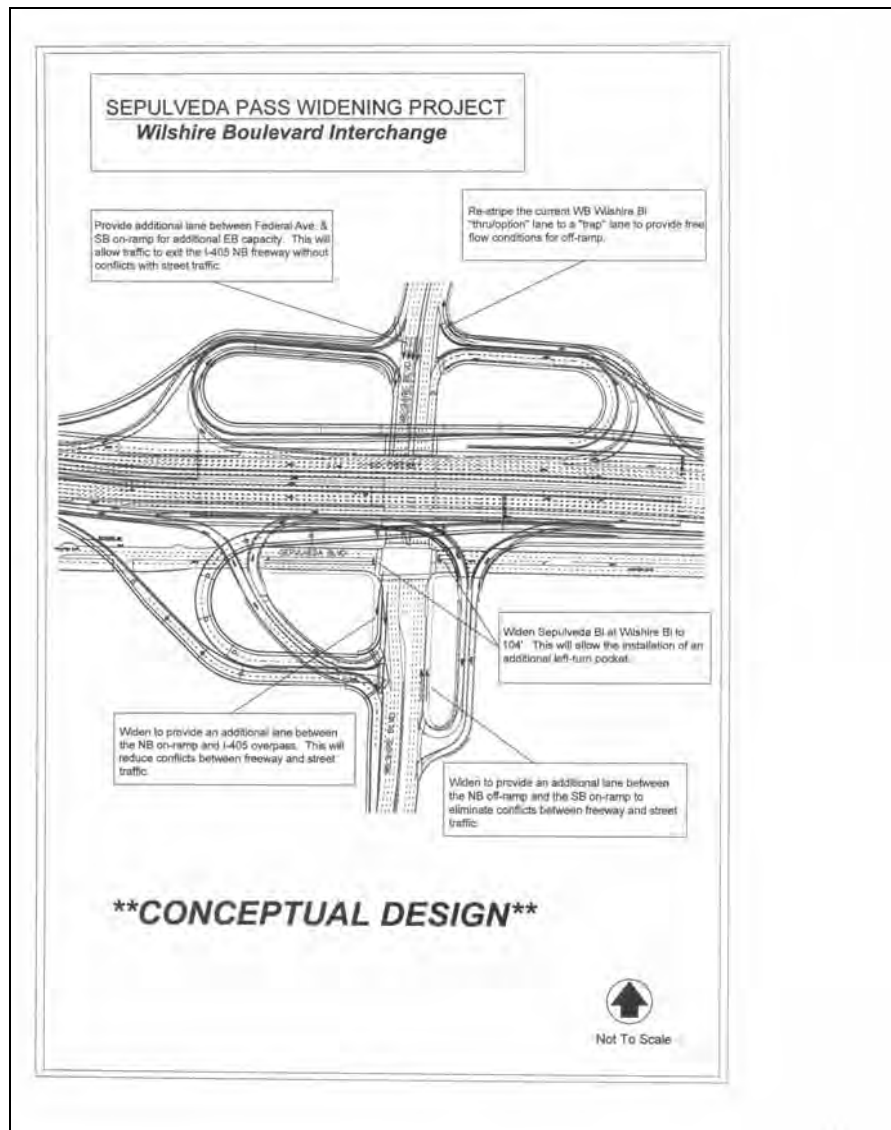 SEPULVEDA PASS WIDENING PROJECT
Wilshire Boulevard Interchange
Provide additional lane between Federal Ave. &
SB on-ramp for additional EB capacity. This will
allow traffic to exit the I-405 NB freeway without
conflicts with street traffic.
Re-stripe the current WB Wilshire Bl
"thru/option" lane to a "trap" lane to provide free
flow conditions for off-ramp.
WILSHIRE BLVD
SEPULVEDA BLVD
Widen Sepulveda Bl at Wilshire Bl to
104'. This will allow the installation of an
additional left-turn pocket.
WILSHIRE BLVD
Widen to provide an additional lane between
the NB on-ramp and I-405 overpass. This will
reduce conflicts between freeway and street
traffic.
Widen to provide an additional lane between
the NB off-ramp and the SB on-ramp to
eliminate conflicts between freeway and street
traffic.
**CONCEPTUAL DESIGN**
Not To Scale